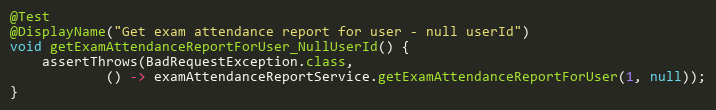 @Test
@DisplayName("Get exam attendance report for user - null userId")
void getExamAttendanceReportForUser_NullUserId() {
    assertThrows(BadRequestException.class,
            () -> examAttendanceReportService.getExamAttendanceReportForUser(1, null));
}